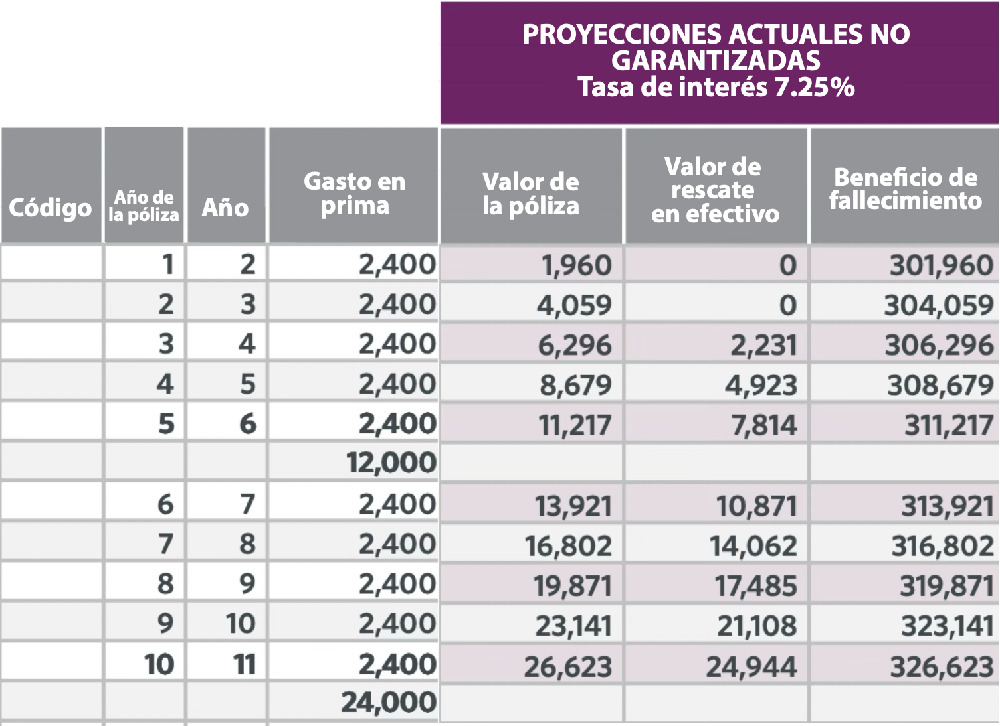 PROYECCIONES ACTUALES NO
GARANTIZADAS
Tasa de interés 7.25%
Código Año de la póliza Año Gasto en prima Valor de la póliza Valor de rescate en efectivo Beneficio de fallecimiento
1 2 2,400 1,960 0 301,960
2 3 2,400 4,059 0 304,059
3 4 2,400 6,296 2,231 306,296
4 5 2,400 8,679 4,923 308,679
5 6 2,400 11,217 7,814 311,217
12,000
6 7 2,400 13,921 10,871 313,921
7 8 2,400 16,802 14,062 316,802
8 9 2,400 19,871 17,485 319,871
9 10 2,400 23,141 21,108 323,141
10 11 2,400 26,623 24,944 326,623
24,000